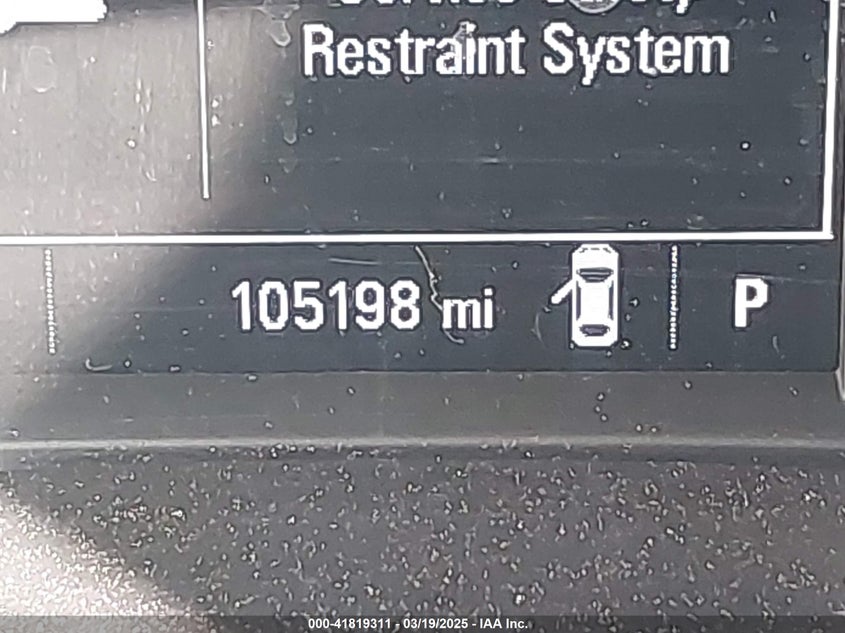 Restraint System
105198 mi
P
000-41819311 - 03/19/2025 - IAA Inc.